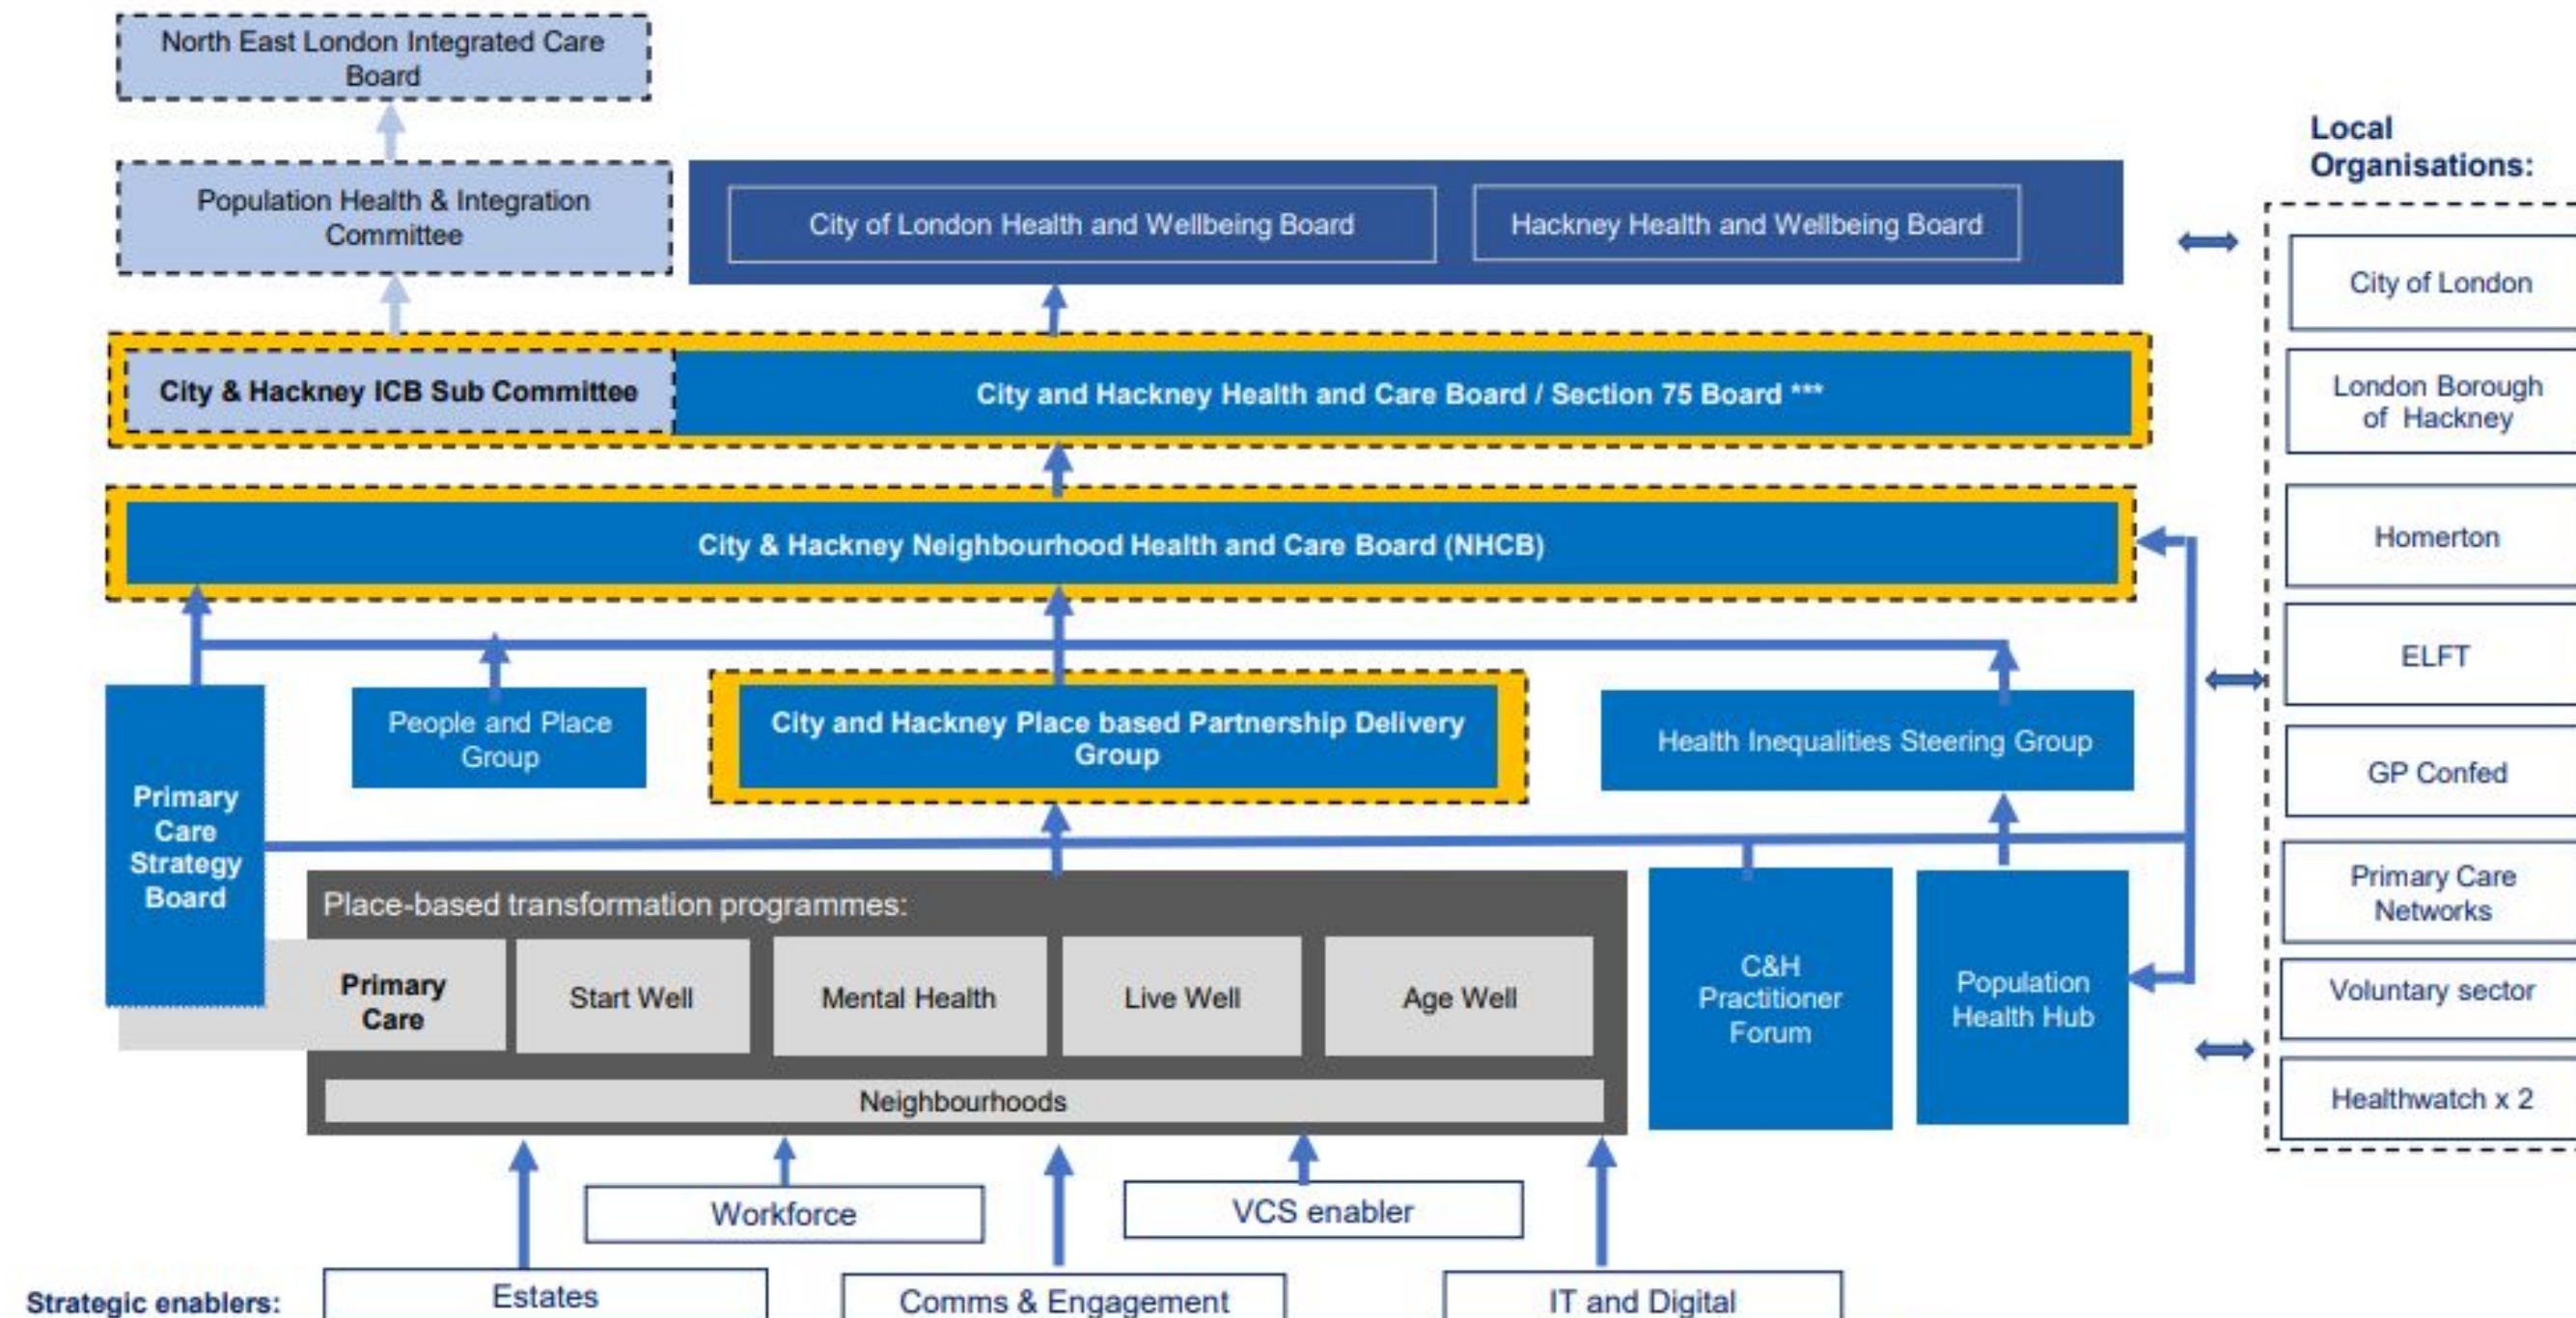 North East London Integrated Care
Board
Population Health & Integration
Committee
City of London Health and Wellbeing Board
Hackney Health and Wellbeing Board
City & Hackney ICB Sub Committee
City and Hackney Health and Care Board / Section 75 Board ***
City & Hackney Neighbourhood Health and Care Board (NHCB)
Primary
Care
Strategy
Board
People and Place
Group
City and Hackney Place based Partnership Delivery
Group
Health Inequalities Steering Group
Place-based transformation programmes:
Primary
Care
Start Well
Mental Health
Live Well
Age Well
Neighbourhoods
C&H
Practitioner
Forum
Population
Health Hub
Workforce
VCS enabler
Strategic enablers:
Estates
Comms & Engagement
IT and Digital
Local
Organisations:
City of London
London Borough
of Hackney
Homerton
ELFT
GP Confed
Primary Care
Networks
Voluntary sector
Healthwatch x 2